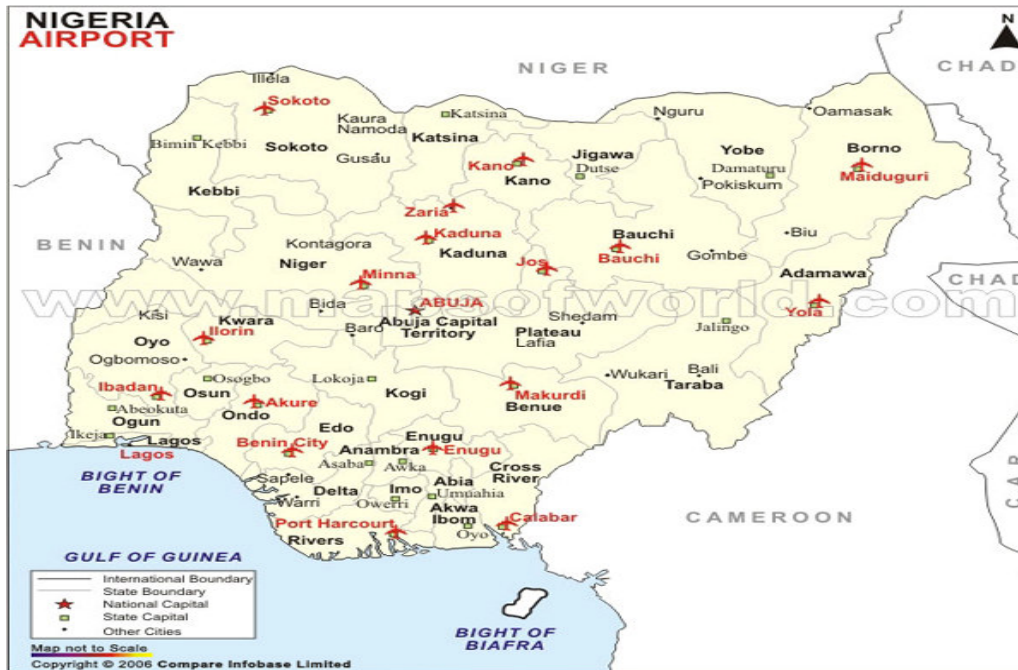 NIGERIA
AIRPORT
N
NIGER
CHAD
Illela
Sokoto
Kaura
Namoda
Katsina
Katsina
Nguru
Oamasak
Bimin Kebbi
Sokoto
Gusau
Kano
Kano
Jigawa
Dutse
Yobe
Damaturu
Pokiskum
Borno
Maiduguri
Kebbi
Zaria
BENIN
Kontagora
Kaduna
Kaduna
Bauchi
Bauchi
Biu
Gombe
Wawa
Niger
Minna
Jos
Adamawa
CHAD
www.mapsofworld.com
Kisi
Bida
ABUJA
Abuja Capital
Territory
Yola
Kwara
Ilorin
Baro
Shedam
Plateau
Lafia
Jalingo
Oyo
Ogbomoso
Ibadan
Osogbo
Osun
Lokoja
Kogi
Makurdi
Benue
Wukari
Bali
Taraba
Abeokuta
Ogun
Akure
Ondo
Ikeja
Lagos
Lagos
Edo
Benin City
Anambra
Enugu
Enugu
Asaba
Awka
Cross
River
BIGHT OF
BENIN
Sapele
Delta
Warri
Imo
Owerri
Abia
Umuahia
Akwa
Ibom
Oyo
Calabar
Port Harcourt
Rivers
CAR
CAMEROON
GULF OF GUINEA
International Boundary
State Boundary
National Capital
State Capital
Other Cities
BIGHT OF
BIAFRA
Map not to Scale
Copyright © 2006 Compare Infobase Limited